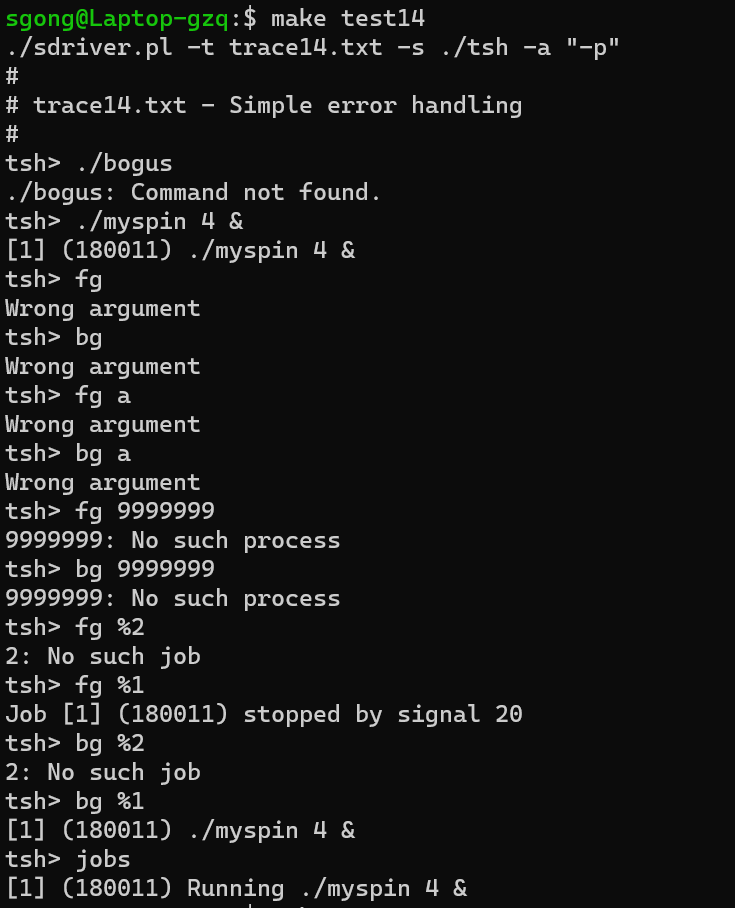 sgong@Laptop-gzq:$ make test14
./sdriver.pl -t trace14.txt -s ./tsh -a "-p"
#
# trace14.txt - Simple error handling
#
tsh> ./bogus
./bogus: Command not found.
tsh> ./myspin 4 &
[1] (180011) ./myspin 4 &
tsh> fg
Wrong argument
tsh> bg
Wrong argument
tsh> fg a
Wrong argument
tsh> bg a
Wrong argument
tsh> fg 9999999
9999999: No such process
tsh> bg 9999999
9999999: No such process
tsh> fg %2
2: No such job
tsh> fg %1
Job [1] (180011) stopped by signal 20
tsh> bg %2
2: No such job
tsh> bg %1
[1] (180011) ./myspin 4 &
tsh> jobs
[1] (180011) Running ./myspin 4 &